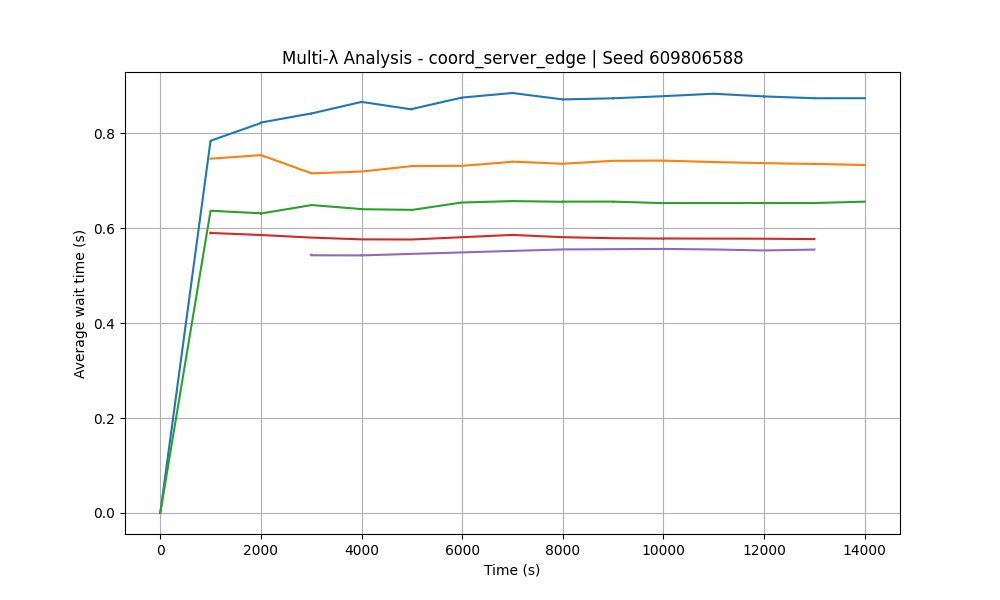 Multi-λ Analysis - coord_server_edge | Seed 609806588
Average wait time (s)
0.8
0.6
0.4
0.2
0.0
0 2000 4000 6000 8000 10000 12000 14000
Time (s)